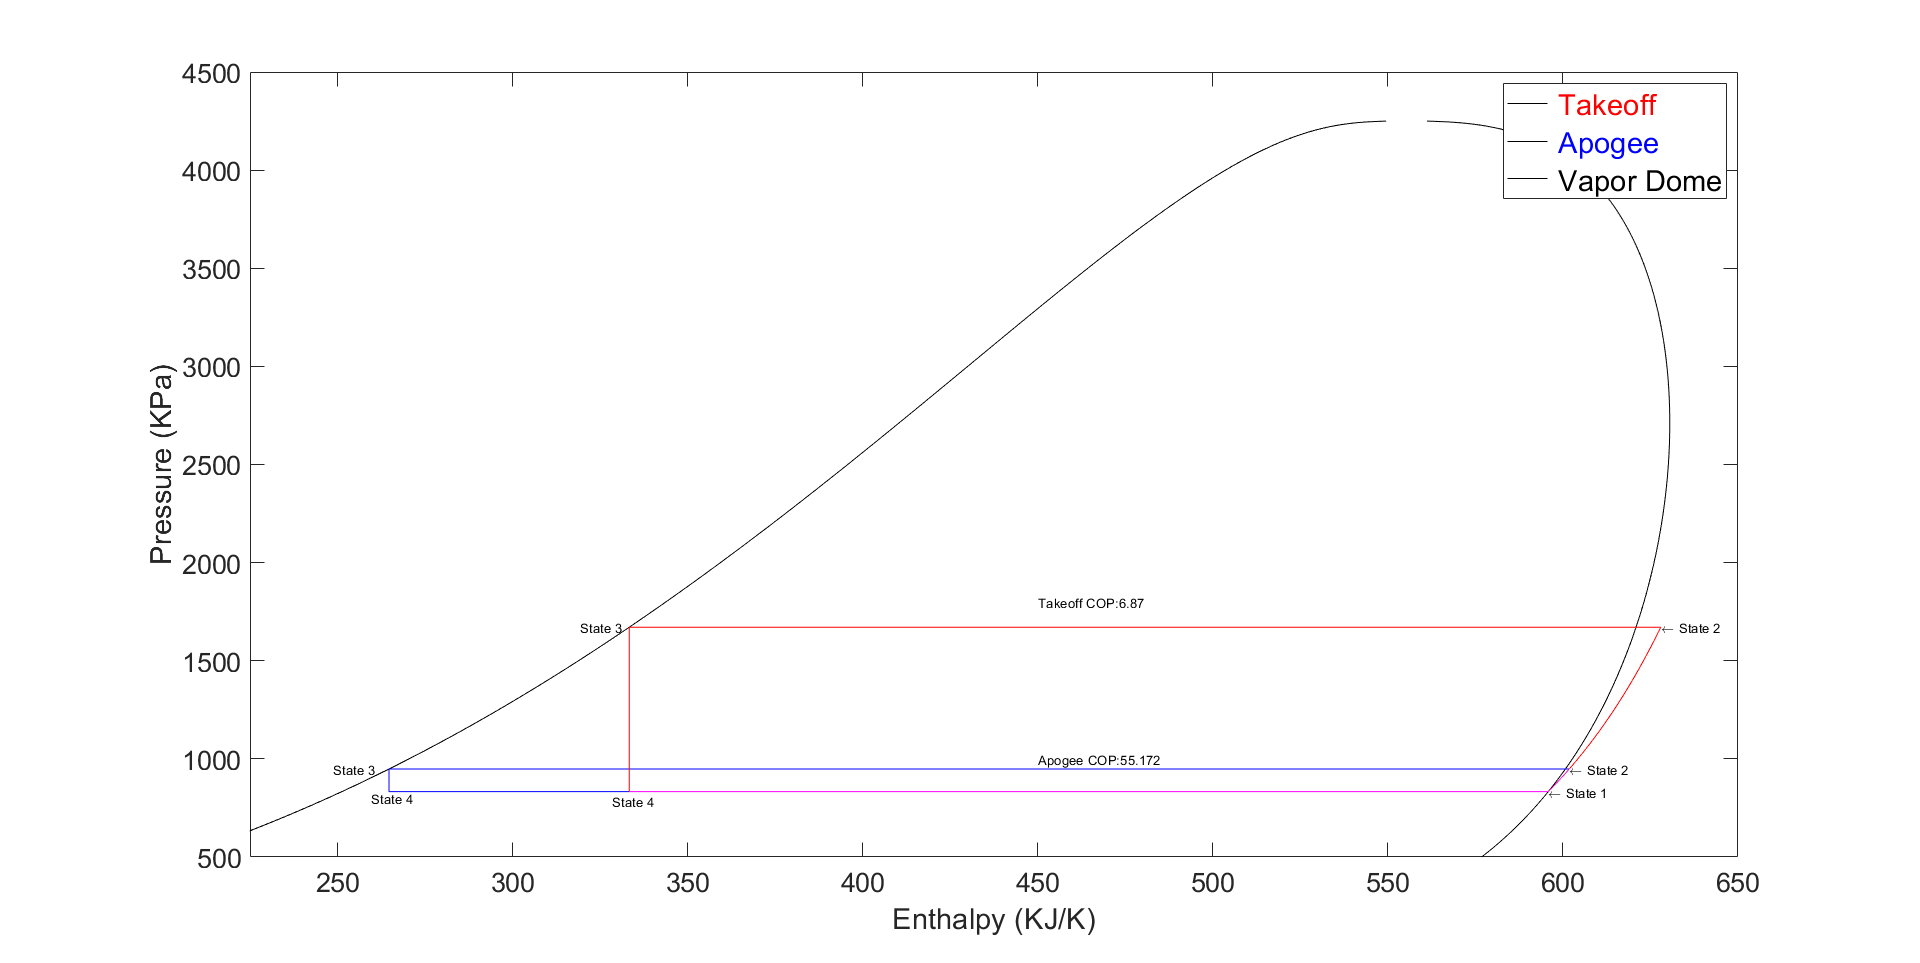 4500
4000
3500
3000
2500
2000
1500
1000
500
Pressure (KPa)
Takeoff
Apogee
Vapor Dome
Takeoff COP:6.87
State 3
← State 2
Apogee COP:55.172
State 3
← State 2
State 4
State 4
← State 1
250 300 350 400 450 500 550 600 650
Enthalpy (KJ/K)